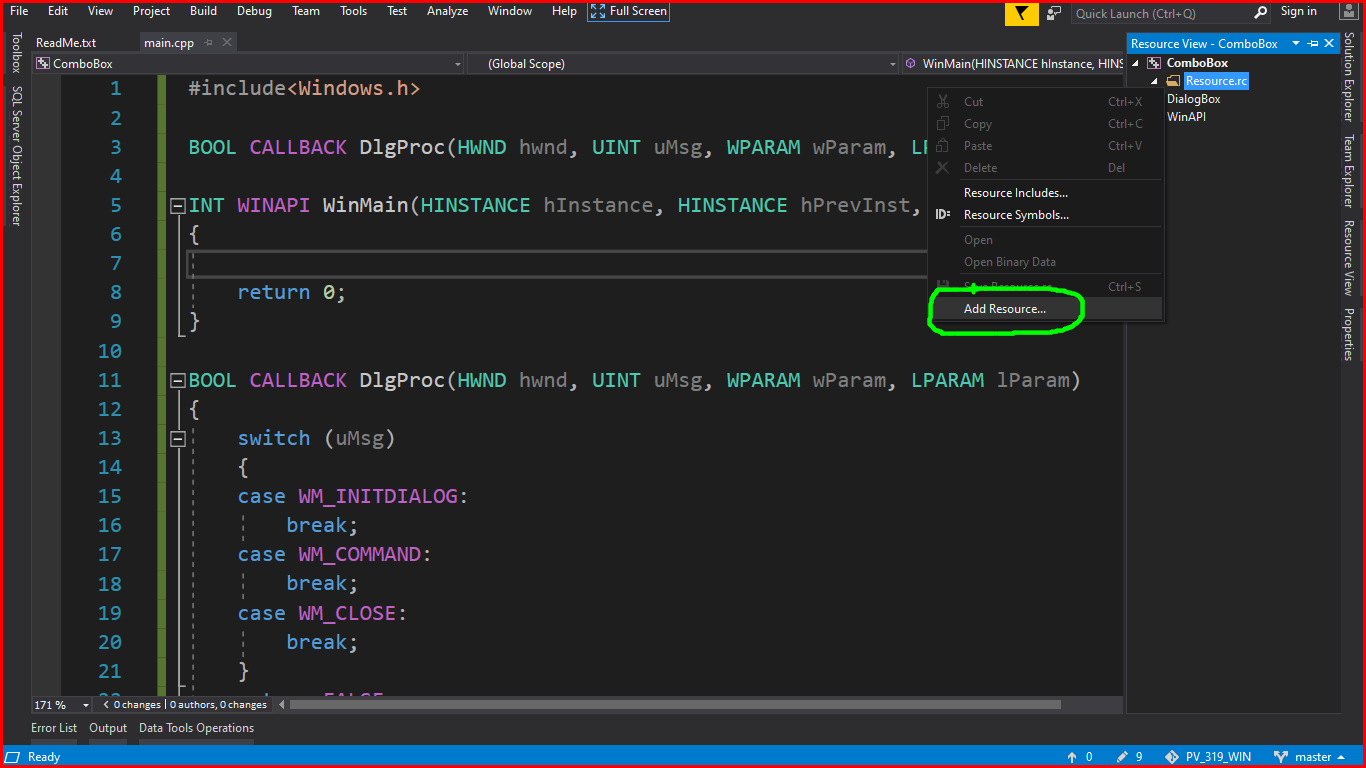 File Edit View Project Build Debug Team Tools Test Analyze Window Help Full Screen Quick Launch (Ctrl+Q) Sign in
Toolbox
SQL Server Object Explorer
ReadMe.txt main.cpp
ComboBox (Global Scope) WinMain(HINSTANCE hInstance, HINS
1 #include<Windows.h>
2
3 BOOL CALLBACK DlgProc(HWND hwnd, UINT uMsg, WPARAM wParam,
4
5 INT WINAPI WinMain(HINSTANCE hInstance, HINSTANCE hPrevInst,
6 {
7
8 return 0;
9 }
10
11 BOOL CALLBACK DlgProc(HWND hwnd, UINT uMsg, WPARAM wParam, LPARAM lParam)
12 {
13 switch (uMsg)
14 {
15 case WM_INITDIALOG:
16 break;
17 case WM_COMMAND:
18 break;
19 case WM_CLOSE:
20 break;
21 }
Cut Ctrl+X
Copy Ctrl+C
Paste Ctrl+V
Delete Del
Resource Includes...
ID= Resource Symbols...
Open
Open Binary Data
Ctrl+S
Add Resource...
Resource View - ComboBox
ComboBox
Resource.rc
DialogBox
WinAPI
Solution Explorer
Team Explorer
Resource View
Properties
171 % 0 changes | 0 authors, 0 changes
Error List Output Data Tools Operations
Ready 0 9 PV_319_WIN master